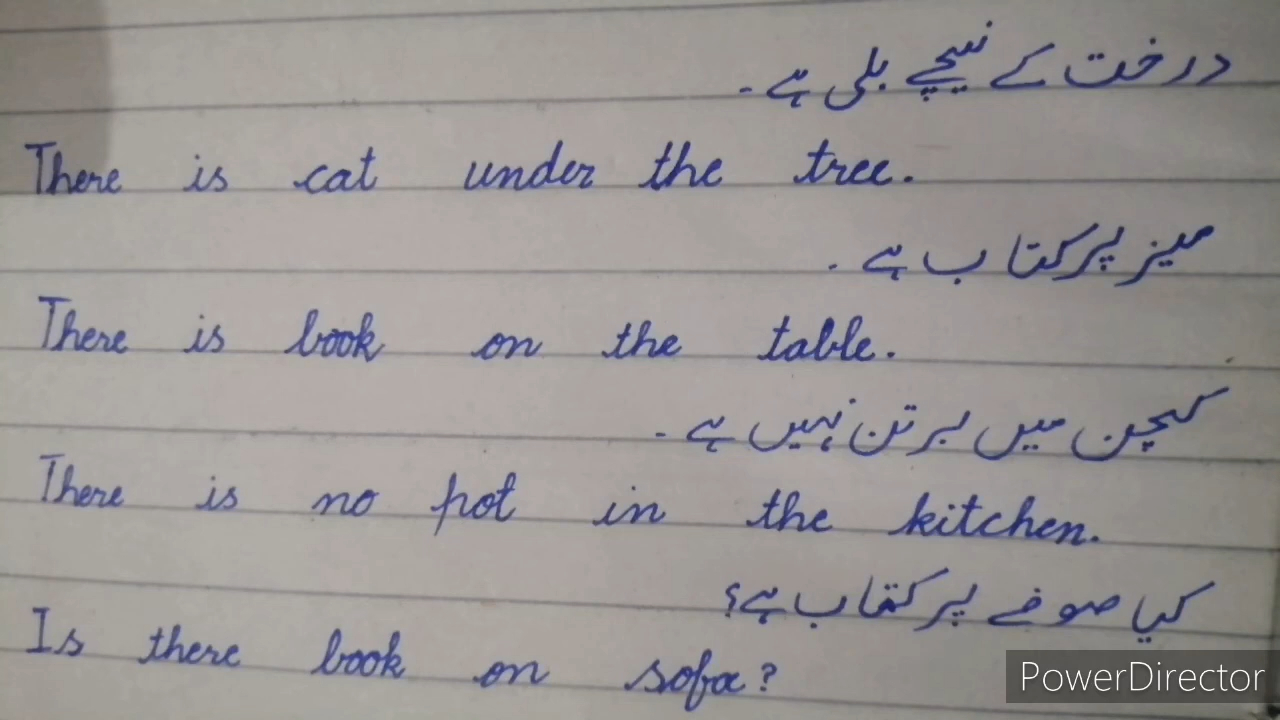 درخت کے نیچے بلی ہے۔
There is cat under the tree.
میز پر کتاب ہے۔
There is book on the table.
کیچن میں برتن نہیں ہے۔
There is no pot in the kitchen.
کیا صوفے پر کتاب ہے؟
Is there book on sofa?
PowerDirector